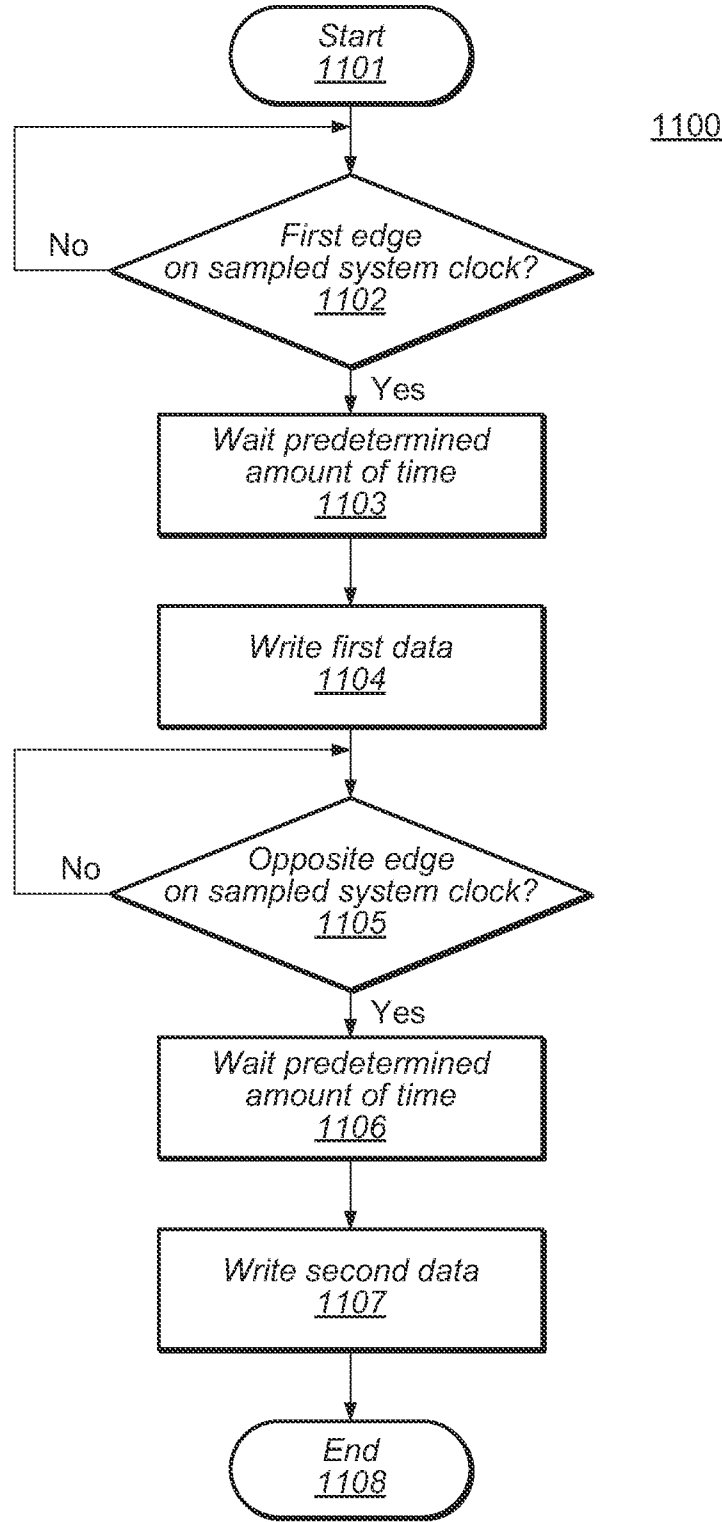 Start
1101
1100
First edge
on sampled system clock?
1102
No
Yes
Wait predetermined
amount of time
1103
Write first data
1104
Opposite edge
on sampled system clock?
1105
No
Yes
Wait predetermined
amount of time
1106
Write second data
1107
End
1108